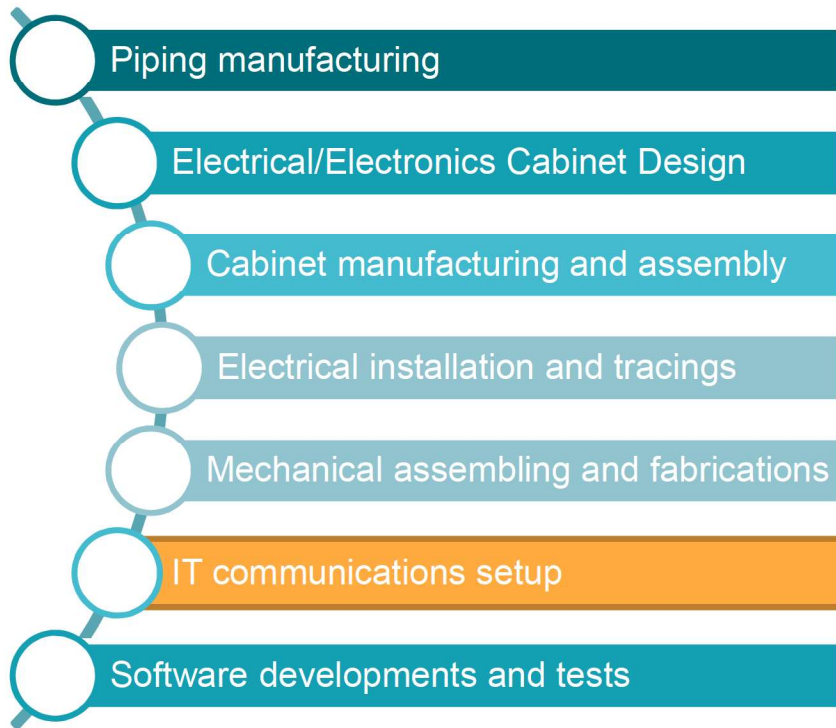 Piping manufacturing
Electrical/Electronics Cabinet Design
Cabinet manufacturing and assembly
Electrical installation and tracings
Mechanical assembling and fabrications
IT communications setup
Software developments and tests